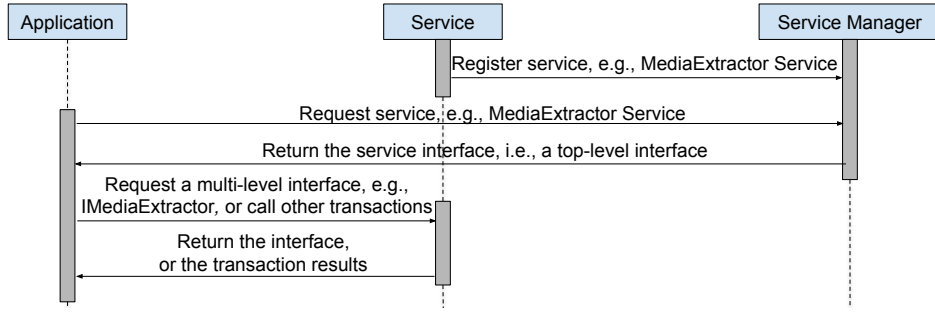 Application
Service
Service Manager
Register service, e.g., MediaExtractor Service
Request service, e.g., MediaExtractor Service
Return the service interface, i.e., a top-level interface
Request a multi-level interface, e.g.,
IMediaExtractor, or call other transactions
Return the interface,
or the transaction results